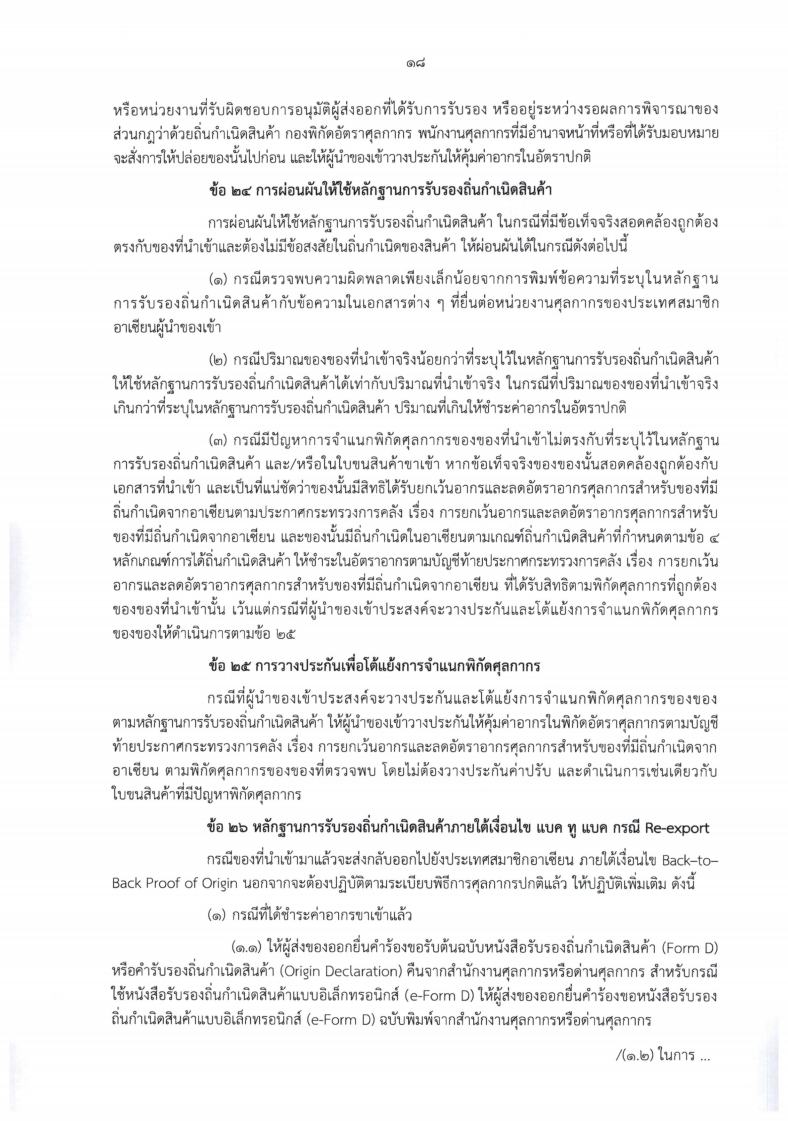 ๑๘
หรือหน่วยงานที่รับผิดชอบการอนุมัติผู้ส่งออกที่ได้รับการรับรอง หรืออยู่ระหว่างรอผลการพิจารณาของ
ส่วนกฎว่าด้วยถิ่นกำเนิดสินค้า กองพิกัดอัตราศุลกากร พนักงานศุลกากรที่มีอำนาจหน้าที่หรือที่ได้รับมอบหมาย
จะสั่งการให้ปล่อยของนั้นไปก่อน และให้ผู้นำของเข้าวางประกันให้คุ้มค่าอากรในอัตราปกติ
ข้อ ๒๔ การผ่อนผันให้ใช้หลักฐานการรับรองถิ่นกำเนิดสินค้า
การผ่อนผันให้ใช้หลักฐานการรับรองถิ่นกำเนิดสินค้า ในกรณีที่มีข้อเท็จจริงสอดคล้องถูกต้อง
ตรงกับของที่นำเข้าและต้องไม่มีข้อสงสัยในถิ่นกำเนิดของสินค้า ให้ผ่อนผันได้ในกรณีดังต่อไปนี้
(๑) กรณีตรวจพบความผิดพลาดเพียงเล็กน้อยจากการพิมพ์ข้อความที่ระบุในหลักฐาน
การรับรองถิ่นกำเนิดสินค้ากับข้อความในเอกสารต่าง ๆ ที่ยื่นต่อหน่วยงานศุลกากรของประเทศสมาชิก
อาเซียนผู้นำของเข้า
(๒) กรณีปริมาณของของที่นำเข้าจริงน้อยกว่าที่ระบุไว้ในหลักฐานการรับรองถิ่นกำเนิดสินค้า
ให้ใช้หลักฐานการรับรองถิ่นกำเนิดสินค้าได้เท่ากับปริมาณที่นำเข้าจริง ในกรณีที่ปริมาณของของที่นำเข้าจริง
เกินกว่าที่ระบุในหลักฐานการรับรองถิ่นกำเนิดสินค้า ปริมาณที่เกินให้ชำระค่าอากรในอัตราปกติ
(๓) กรณีมีปัญหาการจำแนกพิกัดศุลกากรของของที่นำเข้าไม่ตรงกับที่ระบุไว้ในหลักฐาน
การรับรองถิ่นกำเนิดสินค้า และ/หรือในใบขนสินค้าขาเข้า หากข้อเท็จจริงของของนั้นสอดคล้องถูกต้องกับ
เอกสารที่นำเข้า และเป็นที่แน่ชัดว่าของนั้นมีสิทธิได้รับยกเว้นอากรและลดอัตราอากรศุลกากรสำหรับของที่มี
ถิ่นกำเนิดจากอาเซียนตามประกาศกระทรวงการคลัง เรื่อง การยกเว้นอากรและลดอัตราอากรศุลกากรสำหรับ
ของที่มีถิ่นกำเนิดจากอาเซียน และของนั้นมีถิ่นกำเนิดในอาเซียนตามเกณฑ์ถิ่นกำเนิดสินค้าที่กำหนดตามข้อ ๔
หลักเกณฑ์การได้ถิ่นกำเนิดสินค้า ให้ชำระในอัตราอากรตามบัญชีท้ายประกาศกระทรวงการคลัง เรื่อง การยกเว้น
อากรและลดอัตราอากรศุลกากรสำหรับของที่มีถิ่นกำเนิดจากอาเซียน ที่ได้รับสิทธิตามพิกัดศุลกากรที่ถูกต้อง
ของของที่นำเข้านั้น เว้นแต่กรณีที่ผู้นำของเข้าประสงค์จะวางประกันและโต้แย้งการจำแนกพิกัดศุลกากร
ของของให้ดำเนินการตามข้อ ๒๕
ข้อ ๒๕ การวางประกันเพื่อโต้แย้งการจำแนกพิกัดศุลกากร
กรณีที่ผู้นำของเข้าประสงค์จะวางประกันและโต้แย้งการจำแนกพิกัดศุลกากรของของ
ตามหลักฐานการรับรองถิ่นกำเนิดสินค้า ให้ผู้นำของเข้าวางประกันให้คุ้มค่าอากรในพิกัดอัตราศุลกากรตามบัญชี
ท้ายประกาศกระทรวงการคลัง เรื่อง การยกเว้นอากรและลดอัตราอากรศุลกากรสำหรับของที่มีถิ่นกำเนิดจาก
อาเซียน ตามพิกัดศุลกากรของของที่ตรวจพบ โดยไม่ต้องวางประกันค่าปรับ และดำเนินการเช่นเดียวกับ
ใบขนสินค้าที่มีปัญหาพิกัดศุลกากร
ข้อ ๒๖ หลักฐานการรับรองถิ่นกำเนิดสินค้าภายใต้เงื่อนไข แบค ทู แบค กรณี Re-export
กรณีของที่นำเข้ามาแล้วจะส่งกลับออกไปยังประเทศสมาชิกอาเซียน ภายใต้เงื่อนไข Back–to–
Back Proof of Origin นอกจากจะต้องปฏิบัติตามระเบียบพิธีการศุลกากรปกติแล้ว ให้ปฏิบัติเพิ่มเติม ดังนี้
(๑) กรณีที่ได้ชำระค่าอากรขาเข้าแล้ว
(๑.๑) ให้ผู้ส่งของออกยื่นคำร้องขอรับต้นฉบับหนังสือรับรองถิ่นกำเนิดสินค้า (Form D)
หรือคำรับรองถิ่นกำเนิดสินค้า (Origin Declaration) คืนจากสำนักงานศุลกากรหรือด่านศุลกากร สำหรับกรณี
ใช้หนังสือรับรองถิ่นกำเนิดสินค้าแบบอิเล็กทรอนิกส์ (e-Form D) ให้ผู้ส่งของออกยื่นคำร้องขอหนังสือรับรอง
ถิ่นกำเนิดสินค้าแบบอิเล็กทรอนิกส์ (e-Form D) ฉบับพิมพ์จากสำนักงานศุลกากรหรือด่านศุลกากร
/(๑.๒) ในการ ...